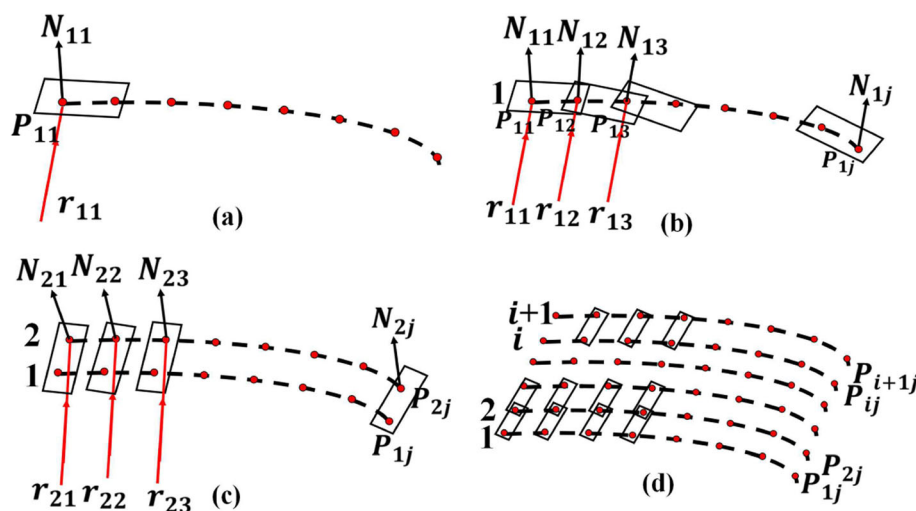 N11
P11
r11
(a)
N11 N12 N13
N1j
1
P11 P12 P13
P1j
r11 r12 r13
(b)
N21 N22 N23
N2j
2
1
P2j
P1j
r21 r22 r23
(c)
i+1
i
Pi+1j
Pij
2
1
P2j
P1j
(d)